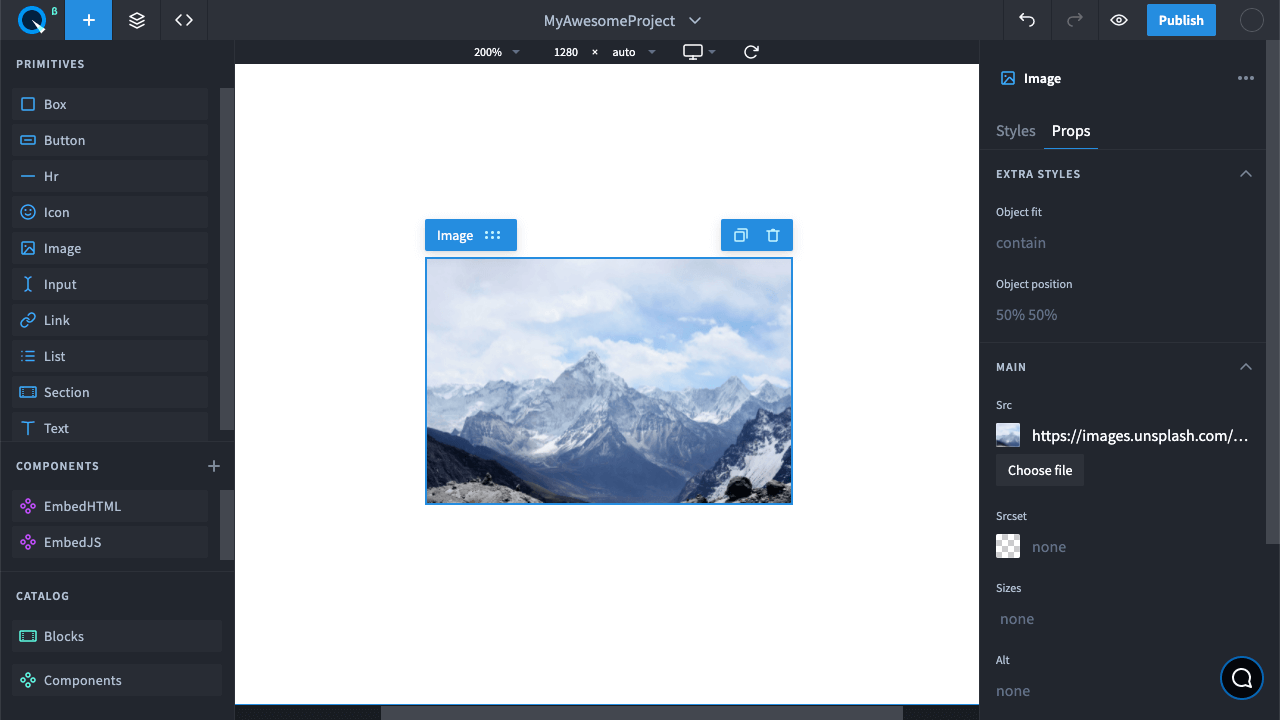 β
MyAwesomeProject
Publish
PRIMITIVES
Box
Button
Hr
Icon
Image
Input
Link
List
Section
Text
COMPONENTS
EmbedHTML
EmbedJS
CATALOG
Blocks
Components
200%
1280 × auto
Image
Image
Styles
Props
EXTRA STYLES
Object fit
contain
Object position
50% 50%
MAIN
Src
https://images.unsplash.com/…
Choose file
Srcset
none
Sizes
none
Alt
none